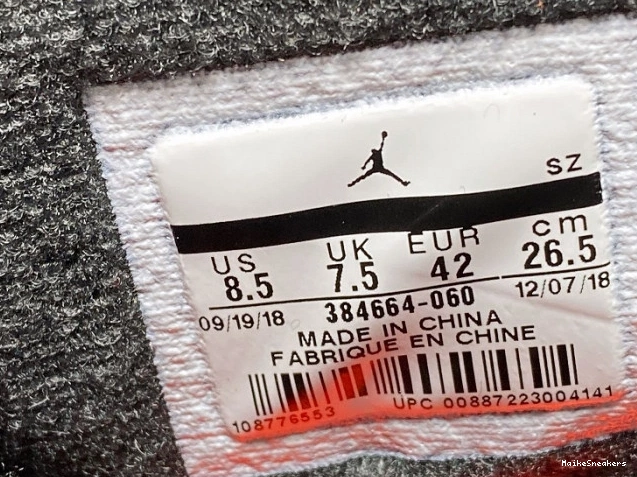 SZ
US UK EUR cm
8.5 7.5 42 26.5
09/19/18 384664-060 12/07/18
MADE IN CHINA
FABRIQUE EN CHINE
108776553 UPC 00887223004141
MaikeSneakers